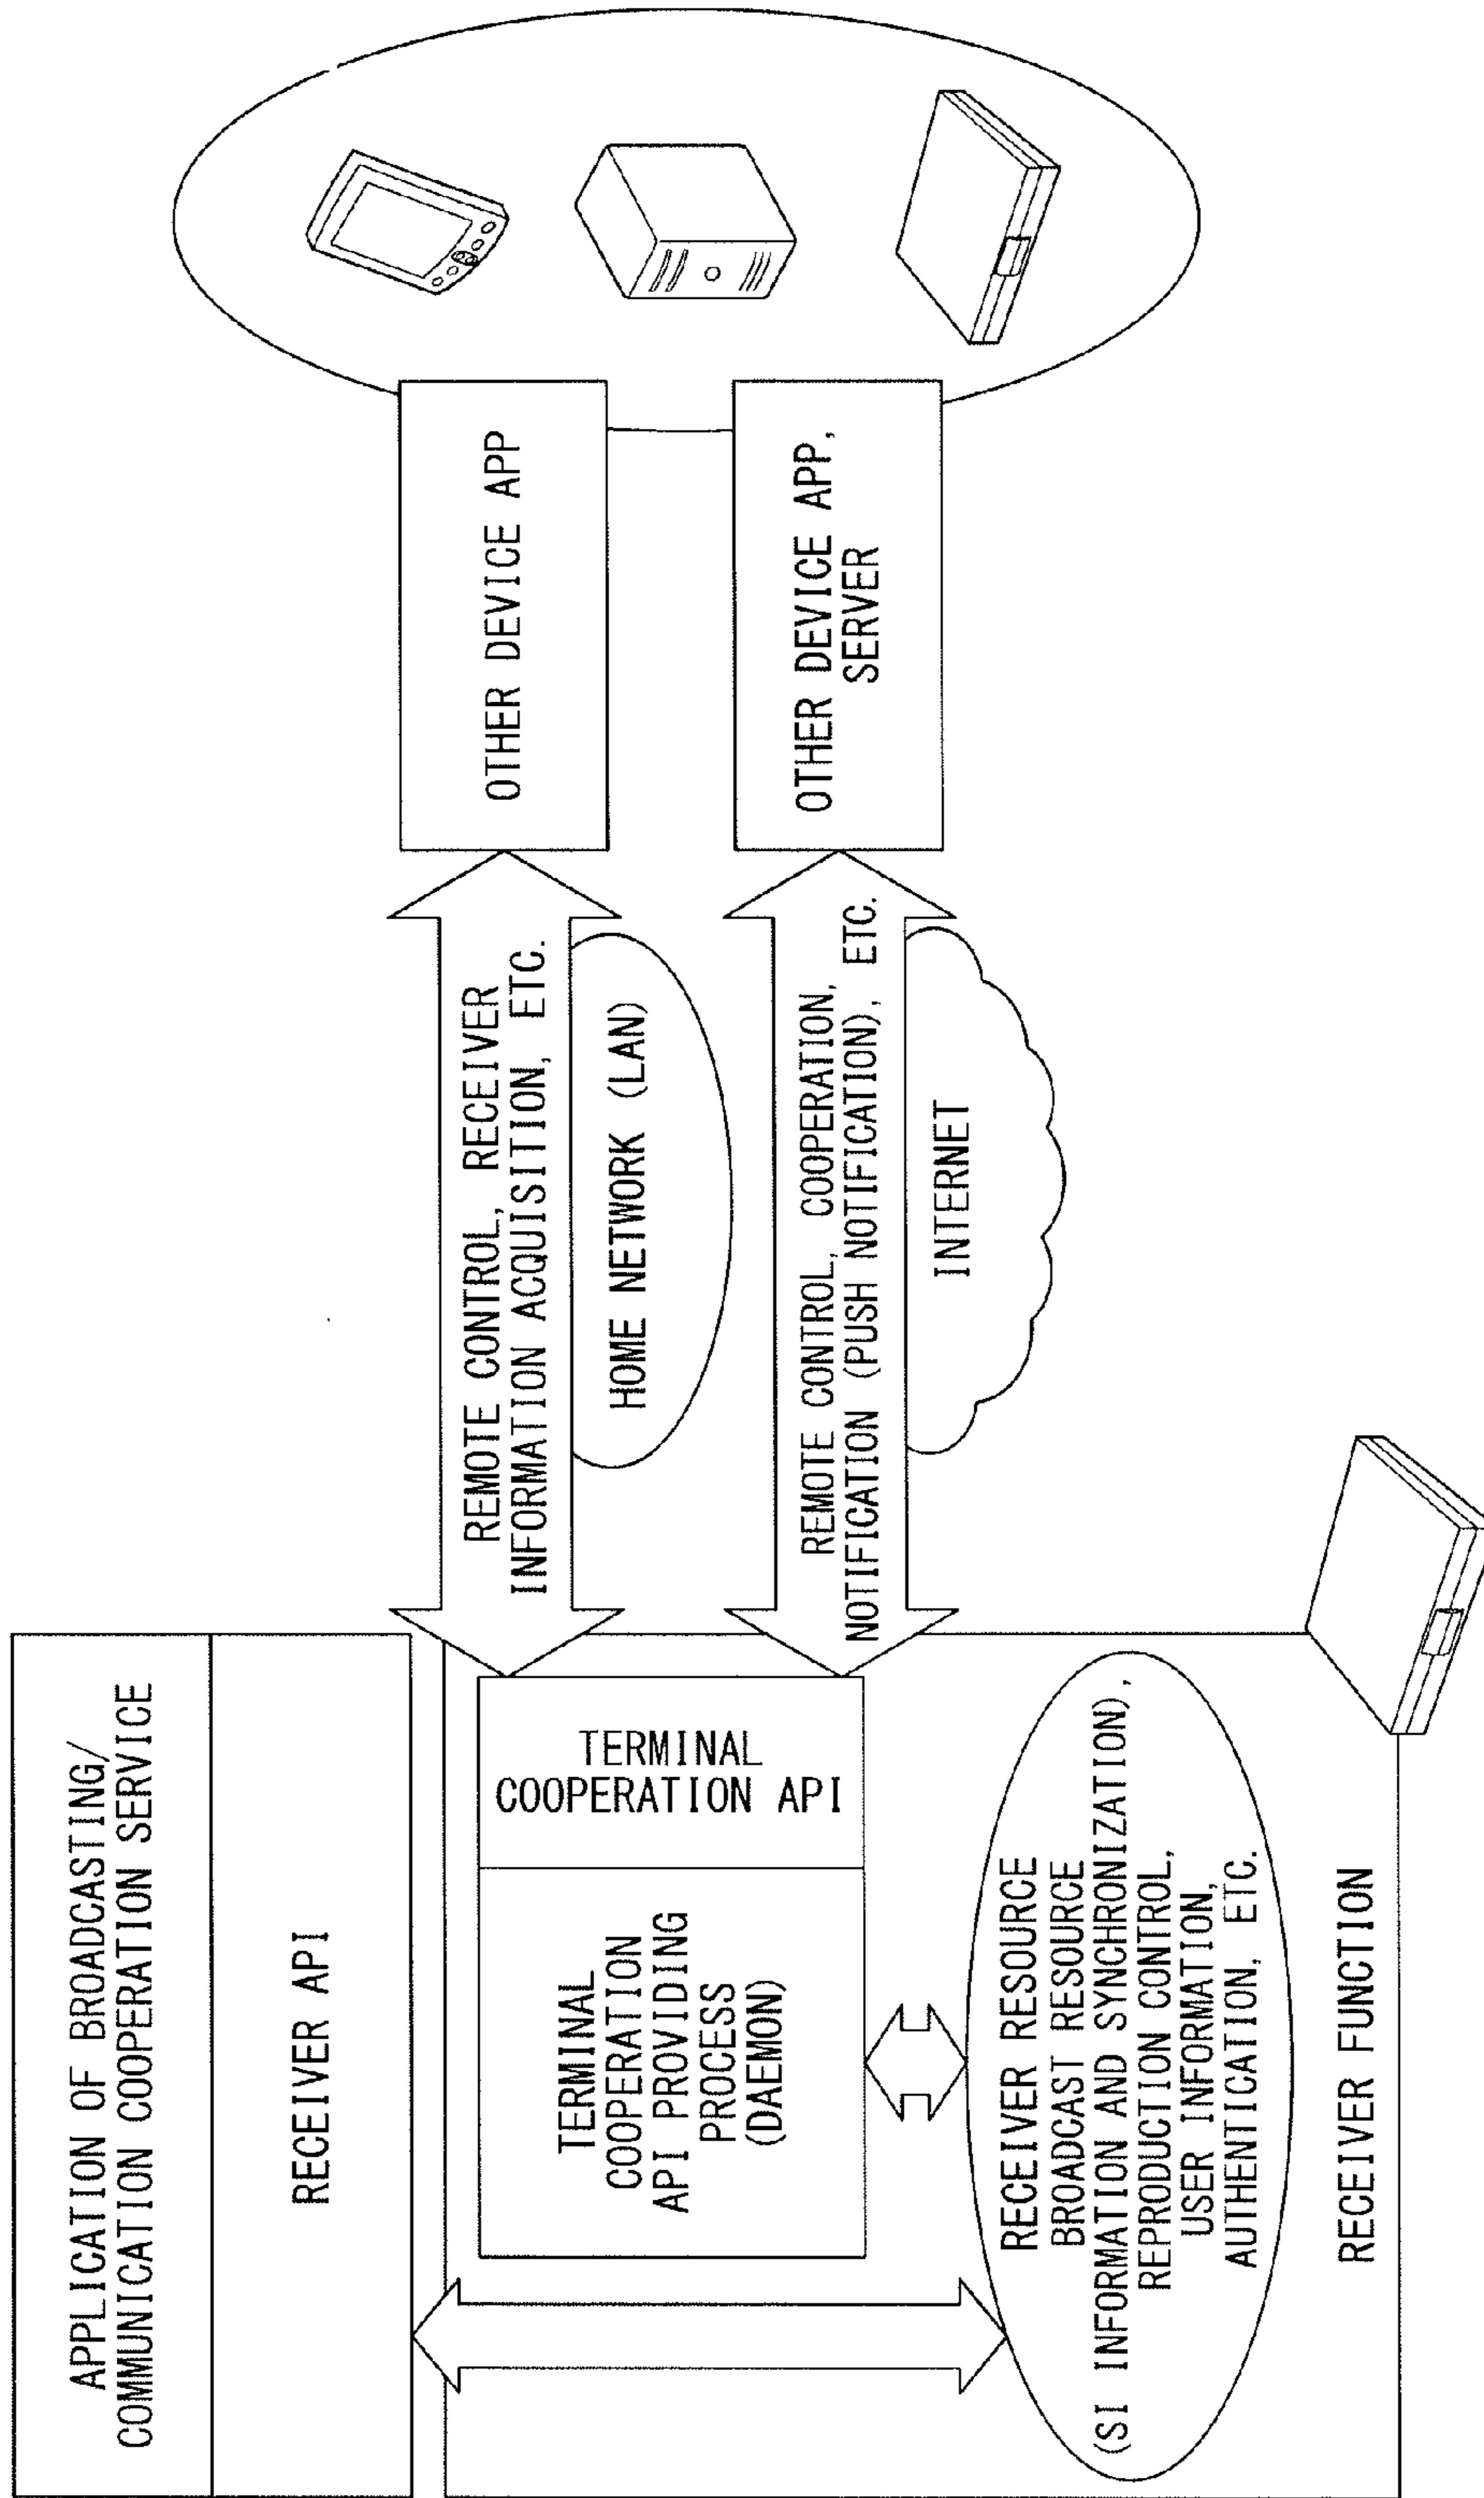 APPLICATION OF BROADCASTING/
COMMUNICATION COOPERATION SERVICE
RECEIVER API
TERMINAL
COOPERATION
API PROVIDING
PROCESS
(DAEMON)
TERMINAL
COOPERATION API
RECEIVER RESOURCE
BROADCAST RESOURCE
(SI INFORMATION AND SYNCHRONIZATION),
REPRODUCTION CONTROL,
USER INFORMATION,
AUTHENTICATION, ETC.
RECEIVER FUNCTION
REMOTE CONTROL, RECEIVER
INFORMATION ACQUISITION, ETC.
HOME NETWORK (LAN)
REMOTE CONTROL, COOPERATION,
NOTIFICATION (PUSH NOTIFICATION), ETC.
INTERNET
OTHER DEVICE APP
OTHER DEVICE APP,
SERVER